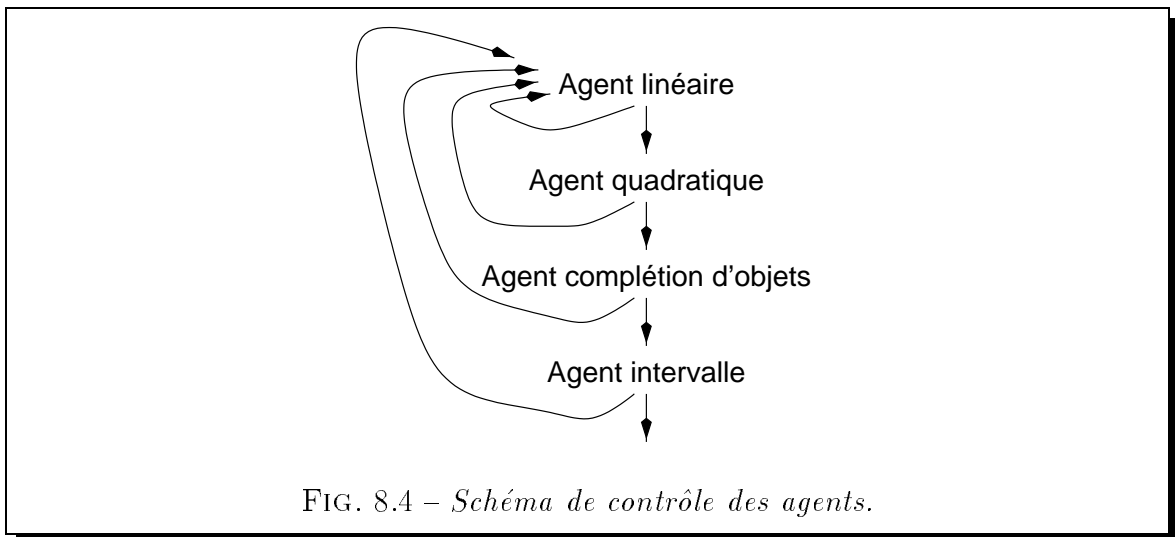 Agent linéaire
Agent quadratique
Agent complétion d'objets
Agent intervalle
FIG. 8.4 – Schéma de contrôle des agents.